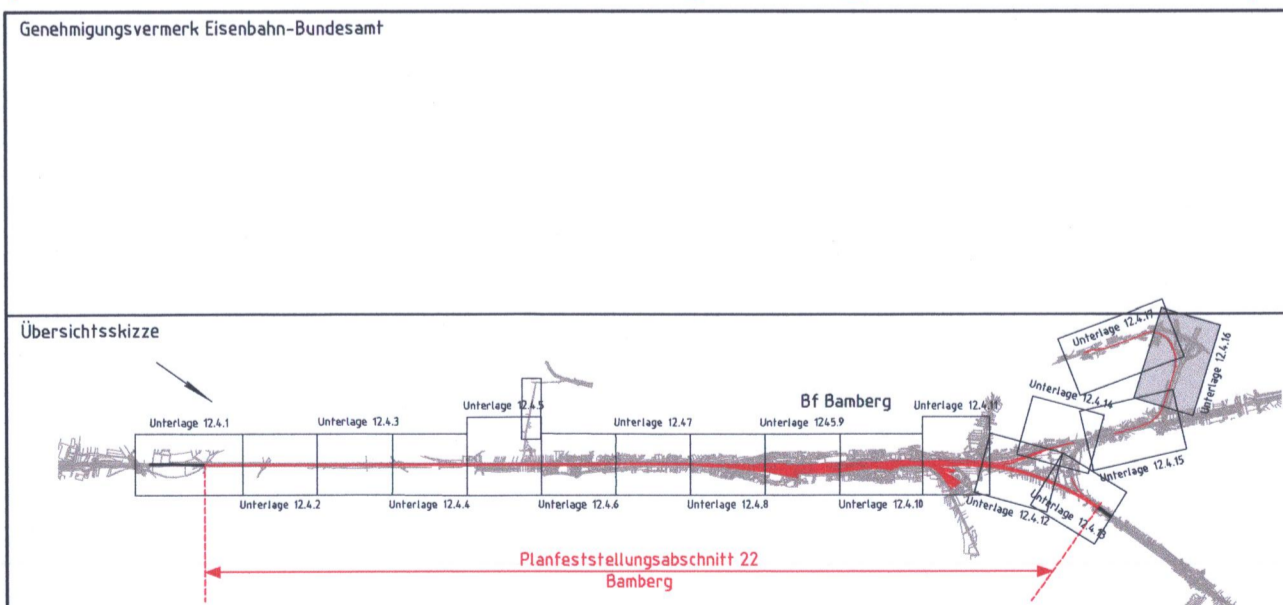 Genehmigungsvermerk Eisenbahn-Bundesamt
Übersichtsskizze
Unterlage 12.4.17
Unterlage 12.4.16
Unterlage 12.4.14
Unterlage 12.4.15
Bf Bamberg
Unterlage 12.4.1
Unterlage 12.4.3
Unterlage 12.4.5
Unterlage 12.47
Unterlage 1245.9
Unterlage 12.4.11
Unterlage 12.4.2
Unterlage 12.4.4
Unterlage 12.4.6
Unterlage 12.4.8
Unterlage 12.4.10
Unterlage 12.4.12
Unterlage 12.4.13
Planfeststellungsabschnitt 22
Bamberg